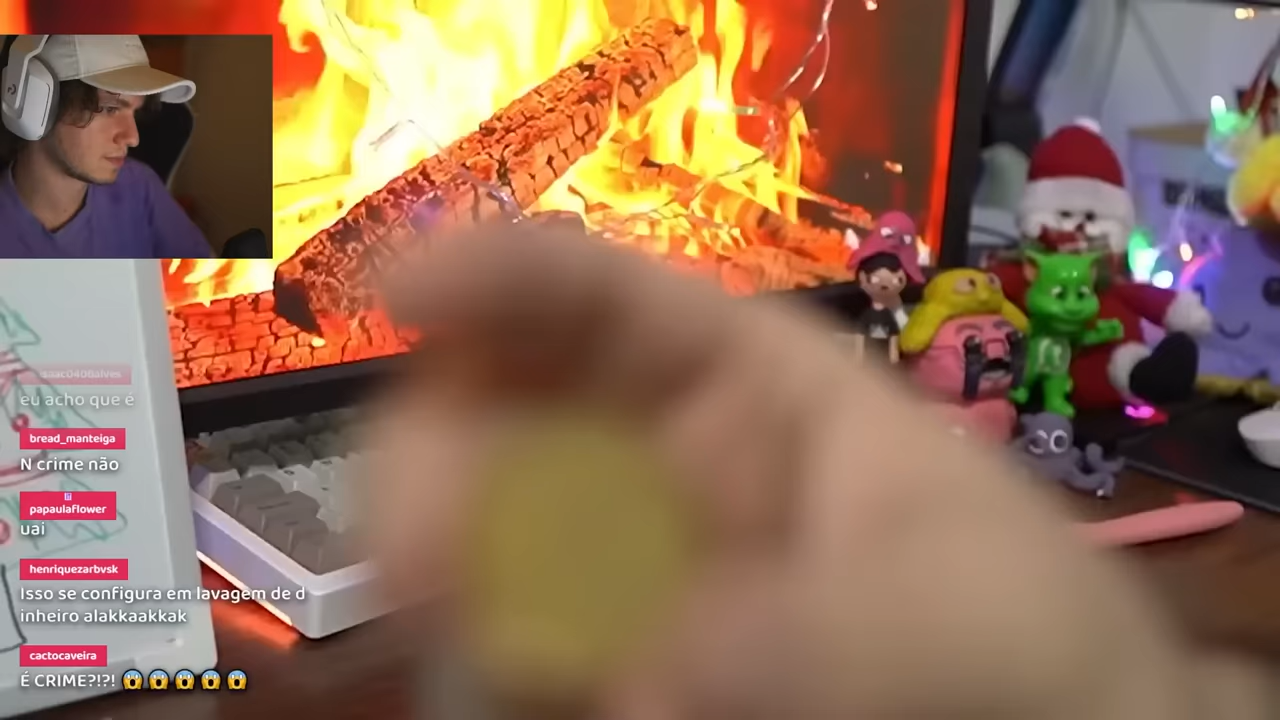 eu acho que é
bread_manteiga
N crime não
papaulaflower
uai
henriquezarbvsk
Isso se configura em lavagem de d
inheiro alakkaakkak
cactocaveira
É CRIME?!?! 😱😱😱😱😱